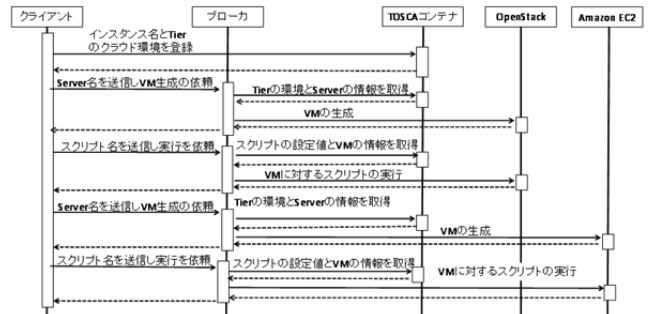 クライアント
ブローカ
TOSCAコンテナ
OpenStack
Amazon EC2
インスタンス名とTier
のクラウド環境を登録
Server名を送信しVM生成の依頼
Tierの環境とServerの情報を取得
VMの生成
スクリプト名を送信し実行を依頼
スクリプトの設定値とVMの情報を取得
VMに対するスクリプトの実行
Server名を送信しVM生成の依頼
Tierの環境とServerの情報を取得
VMの生成
スクリプト名を送信し実行を依頼
スクリプトの設定値とVMの情報を取得
VMに対するスクリプトの実行